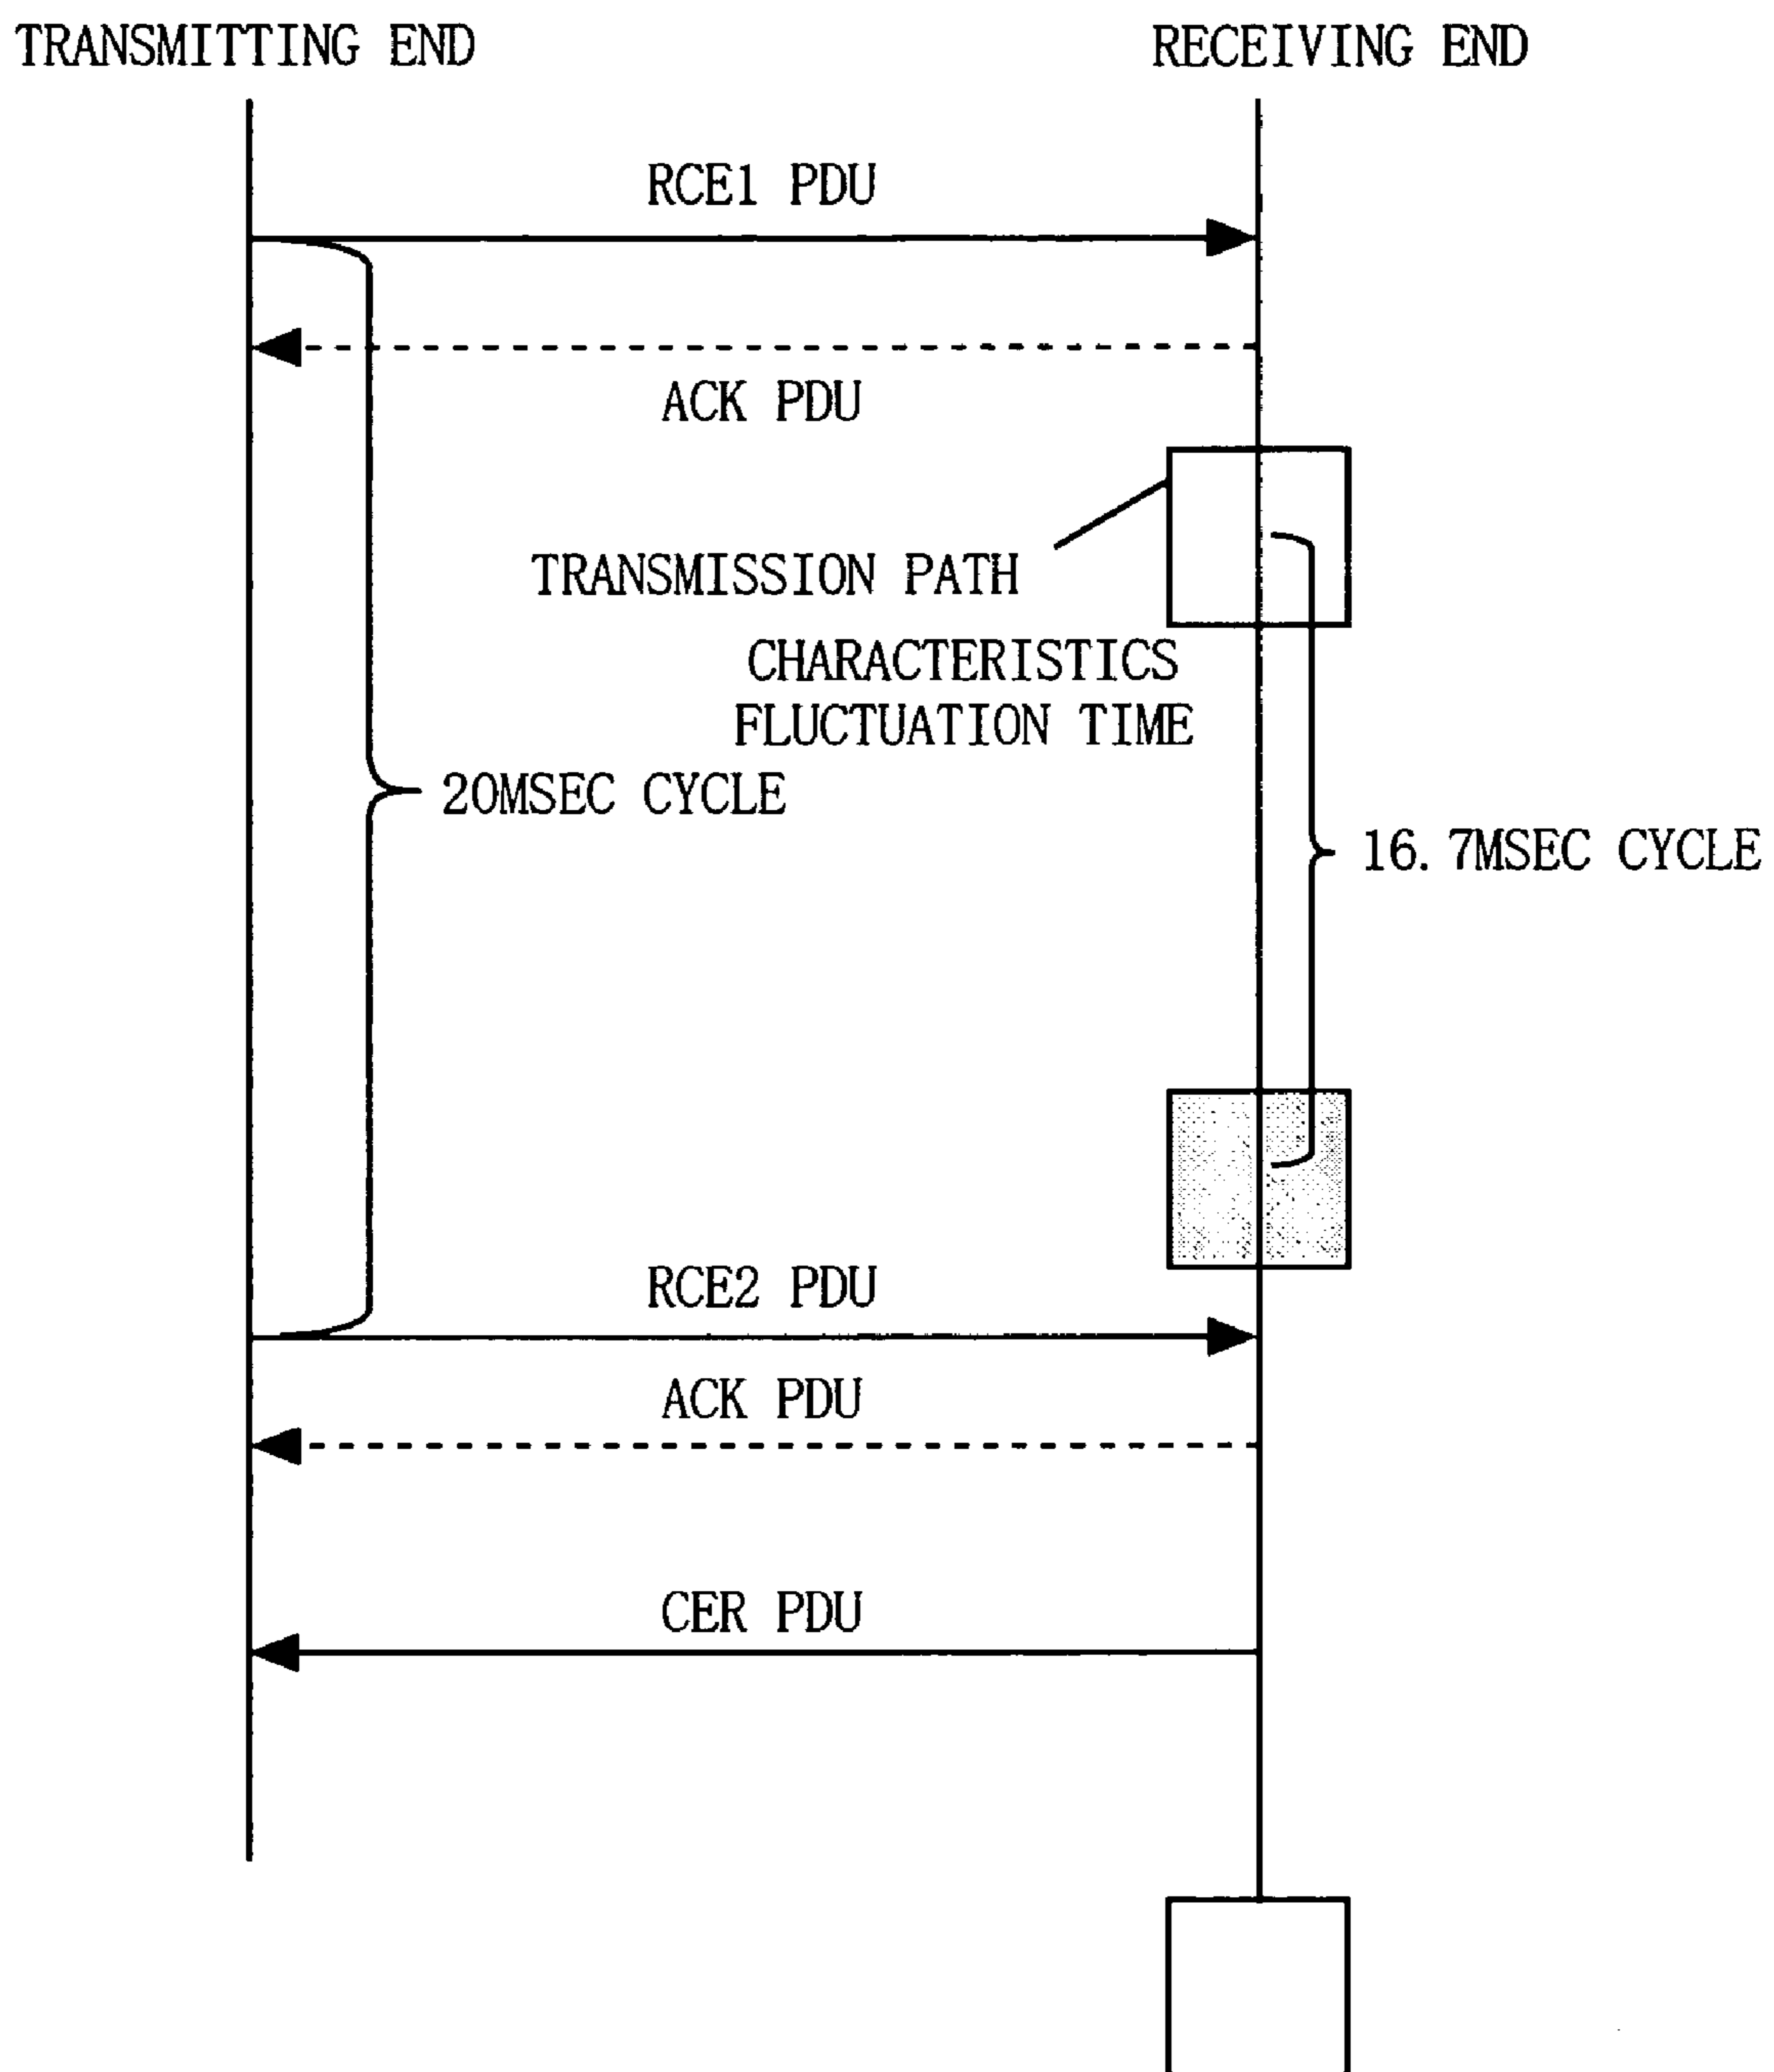 TRANSMITTING END
RECEIVING END
RCE1 PDU
ACK PDU
TRANSMISSION PATH
CHARACTERISTICS
FLUCTUATION TIME
20MSEC CYCLE
16. 7MSEC CYCLE
RCE2 PDU
ACK PDU
CER PDU